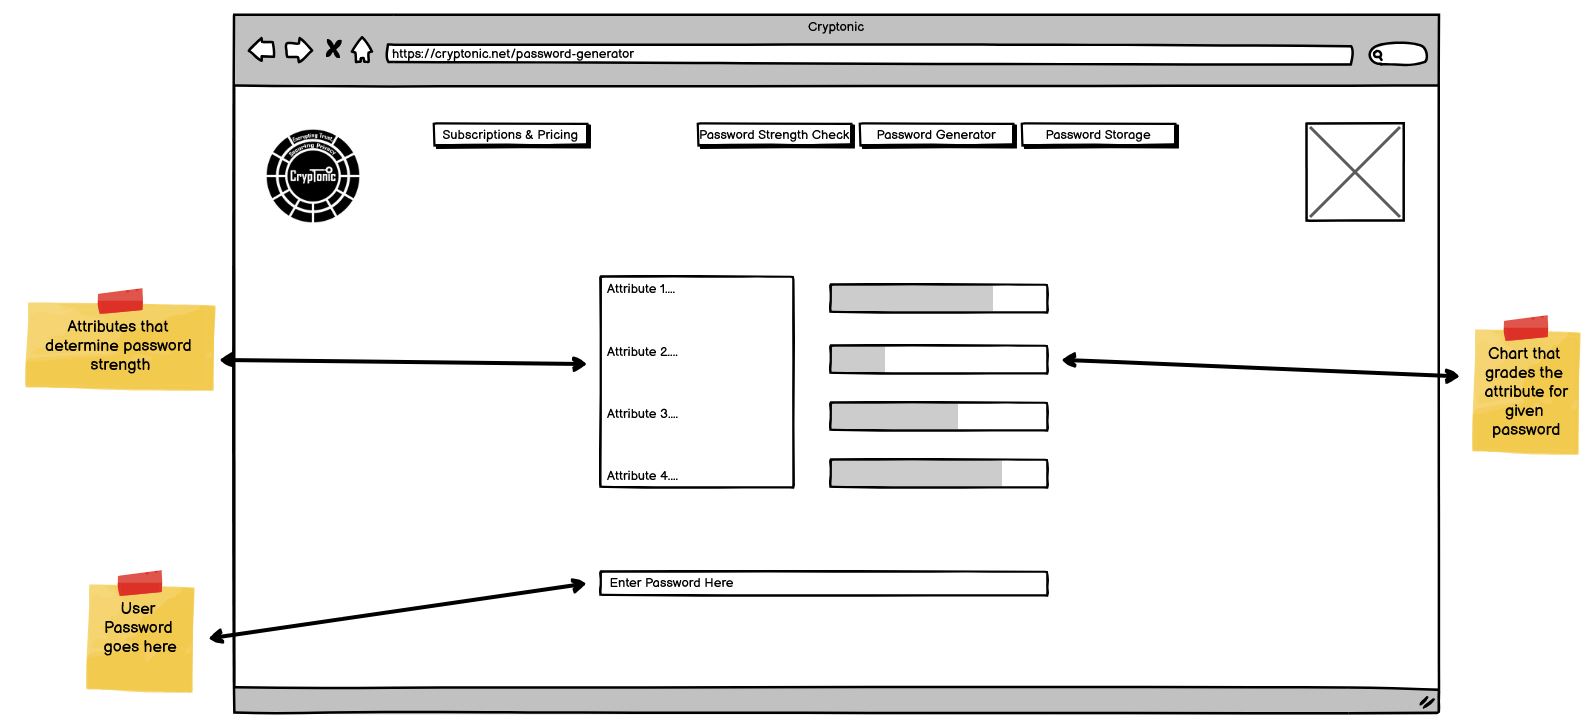 Cryptonic
https://cryptonic.net/password-generator
Encrypting Trust
Securing Privacy
CrypTonic
Subscriptions & Pricing
Password Strength Check
Password Generator
Password Storage
Attributes that
determine password
strength
Attribute 1....
Attribute 2....
Attribute 3....
Attribute 4....
Chart that
grades the
attribute for
given
password
Enter Password Here
User
Password
goes here